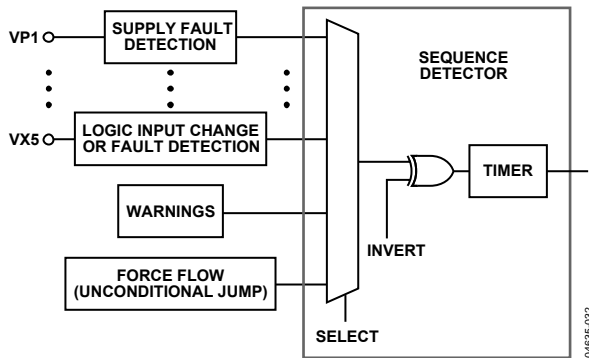 VP1
SUPPLY FAULT
DETECTION
SEQUENCE
DETECTOR
VX5
LOGIC INPUT CHANGE
OR FAULT DETECTION
TIMER
WARNINGS
INVERT
FORCE FLOW
(UNCONDITIONAL JUMP)
SELECT
04635-032